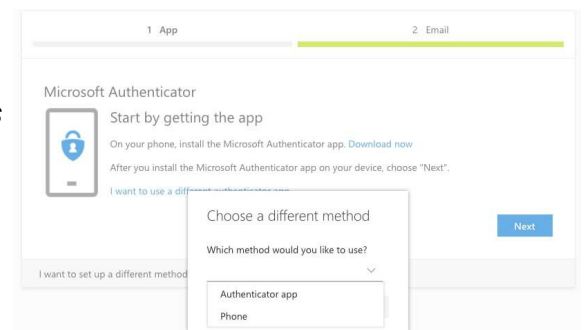 1 App
2 Email
Microsoft Authenticator
Start by getting the app
On your phone, install the Microsoft Authenticator app. Download now
After you install the Microsoft Authenticator app on your device, choose "Next".
I want to use a different authenticator app
Next
I want to set up a different method
Choose a different method
Which method would you like to use?
Authenticator app
Phone